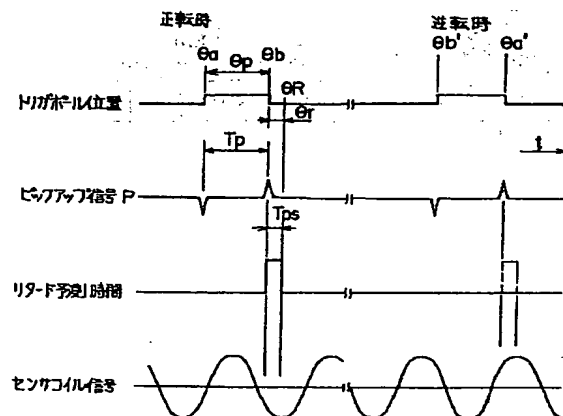 正転時
逆転時
θa θp θb
θb' θa'
θR
トリガポール位置
θr
Tp
t
ピックアップ信号 P
Tps
リタード予測時間
センサコイル信号